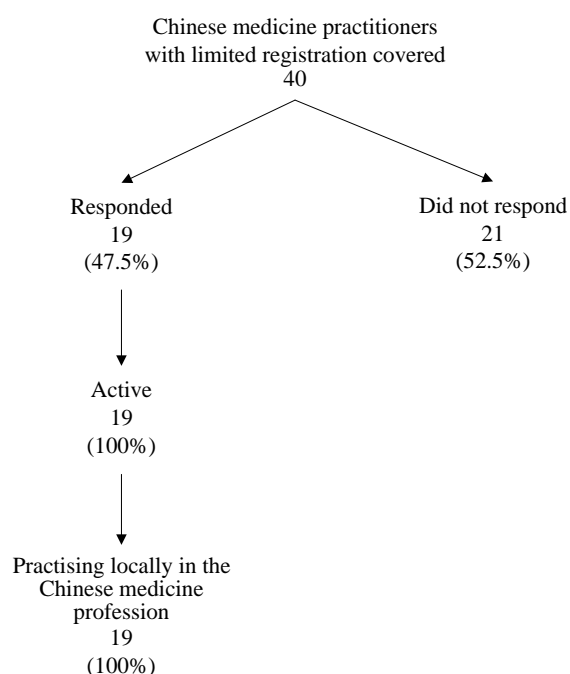 Chinese medicine practitioners
with limited registration covered
40
Responded
19
(47.5%)
Did not respond
21
(52.5%)
Active
19
(100%)
Practising locally in the
Chinese medicine
profession
19
(100%)